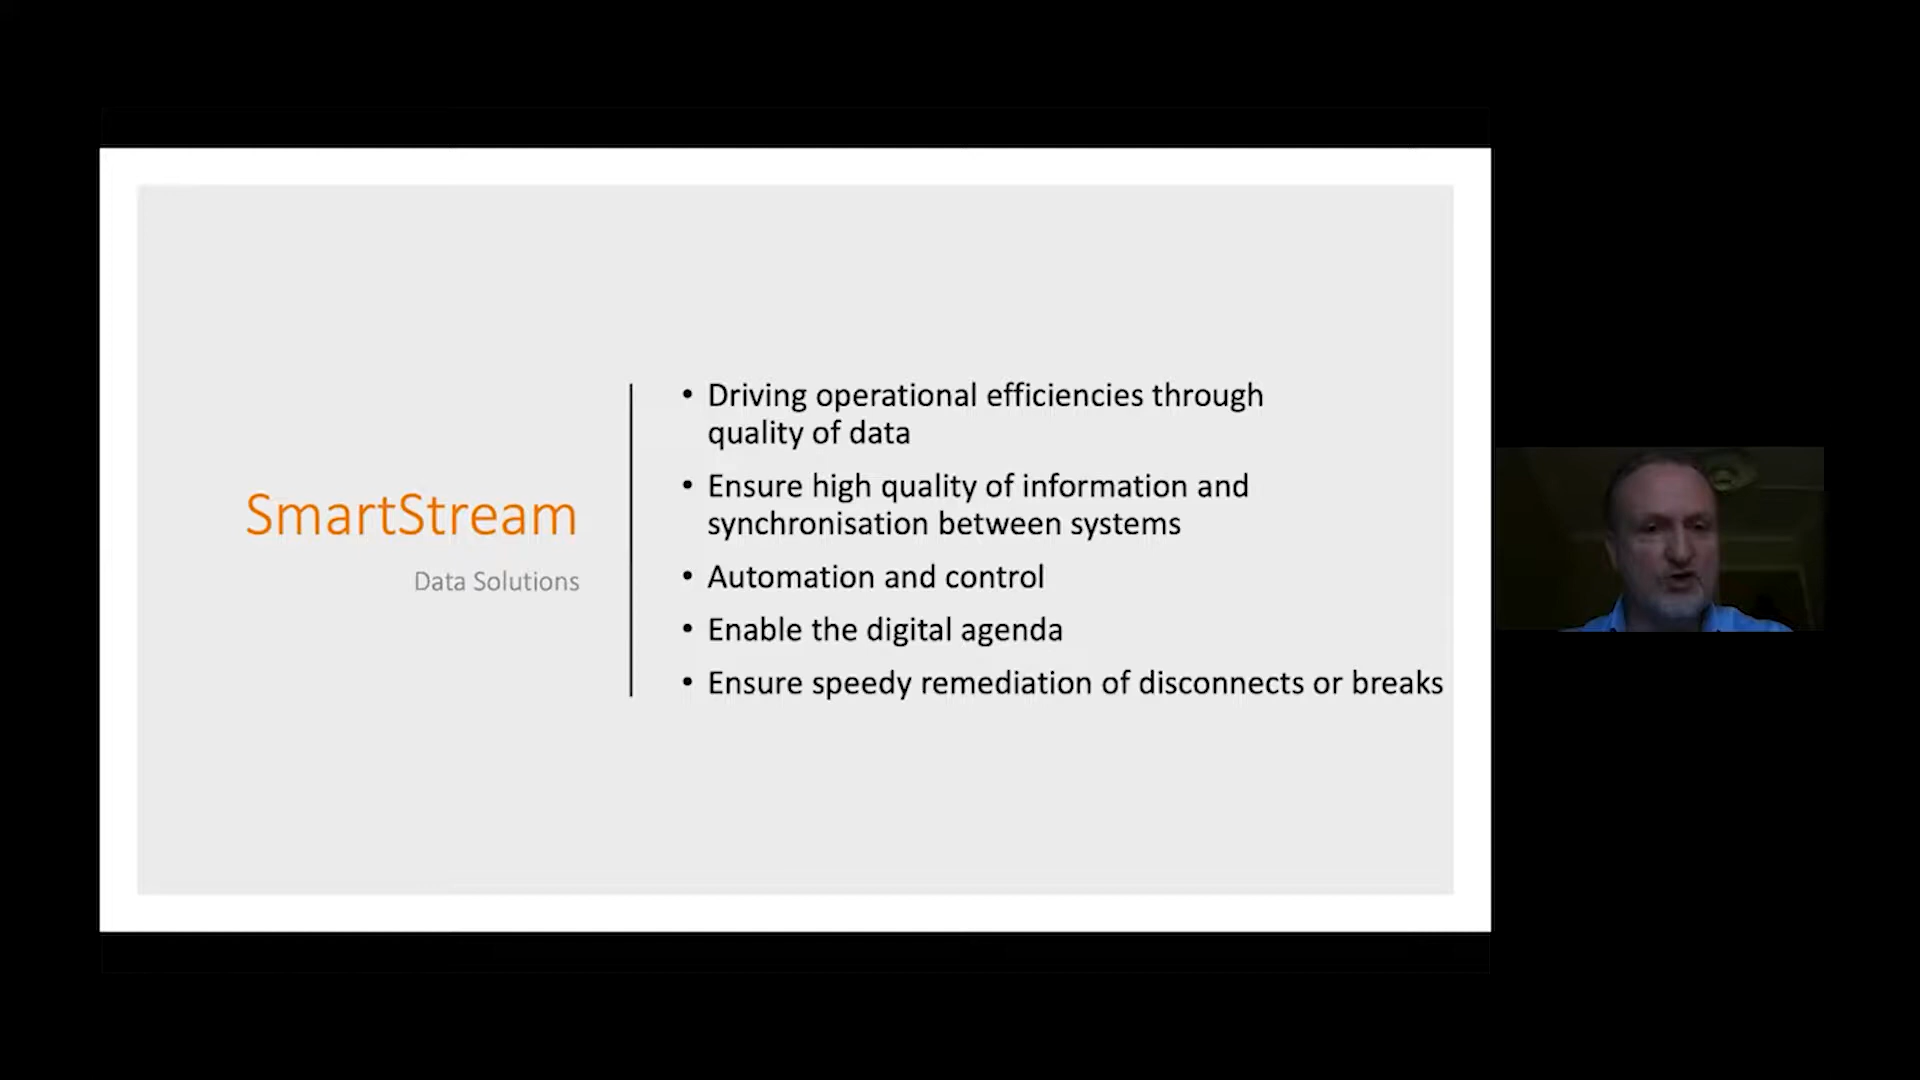 SmartStream
Data Solutions
• Driving operational efficiencies through
quality of data
• Ensure high quality of information and
synchronisation between systems
• Automation and control
• Enable the digital agenda
• Ensure speedy remediation of disconnects or breaks